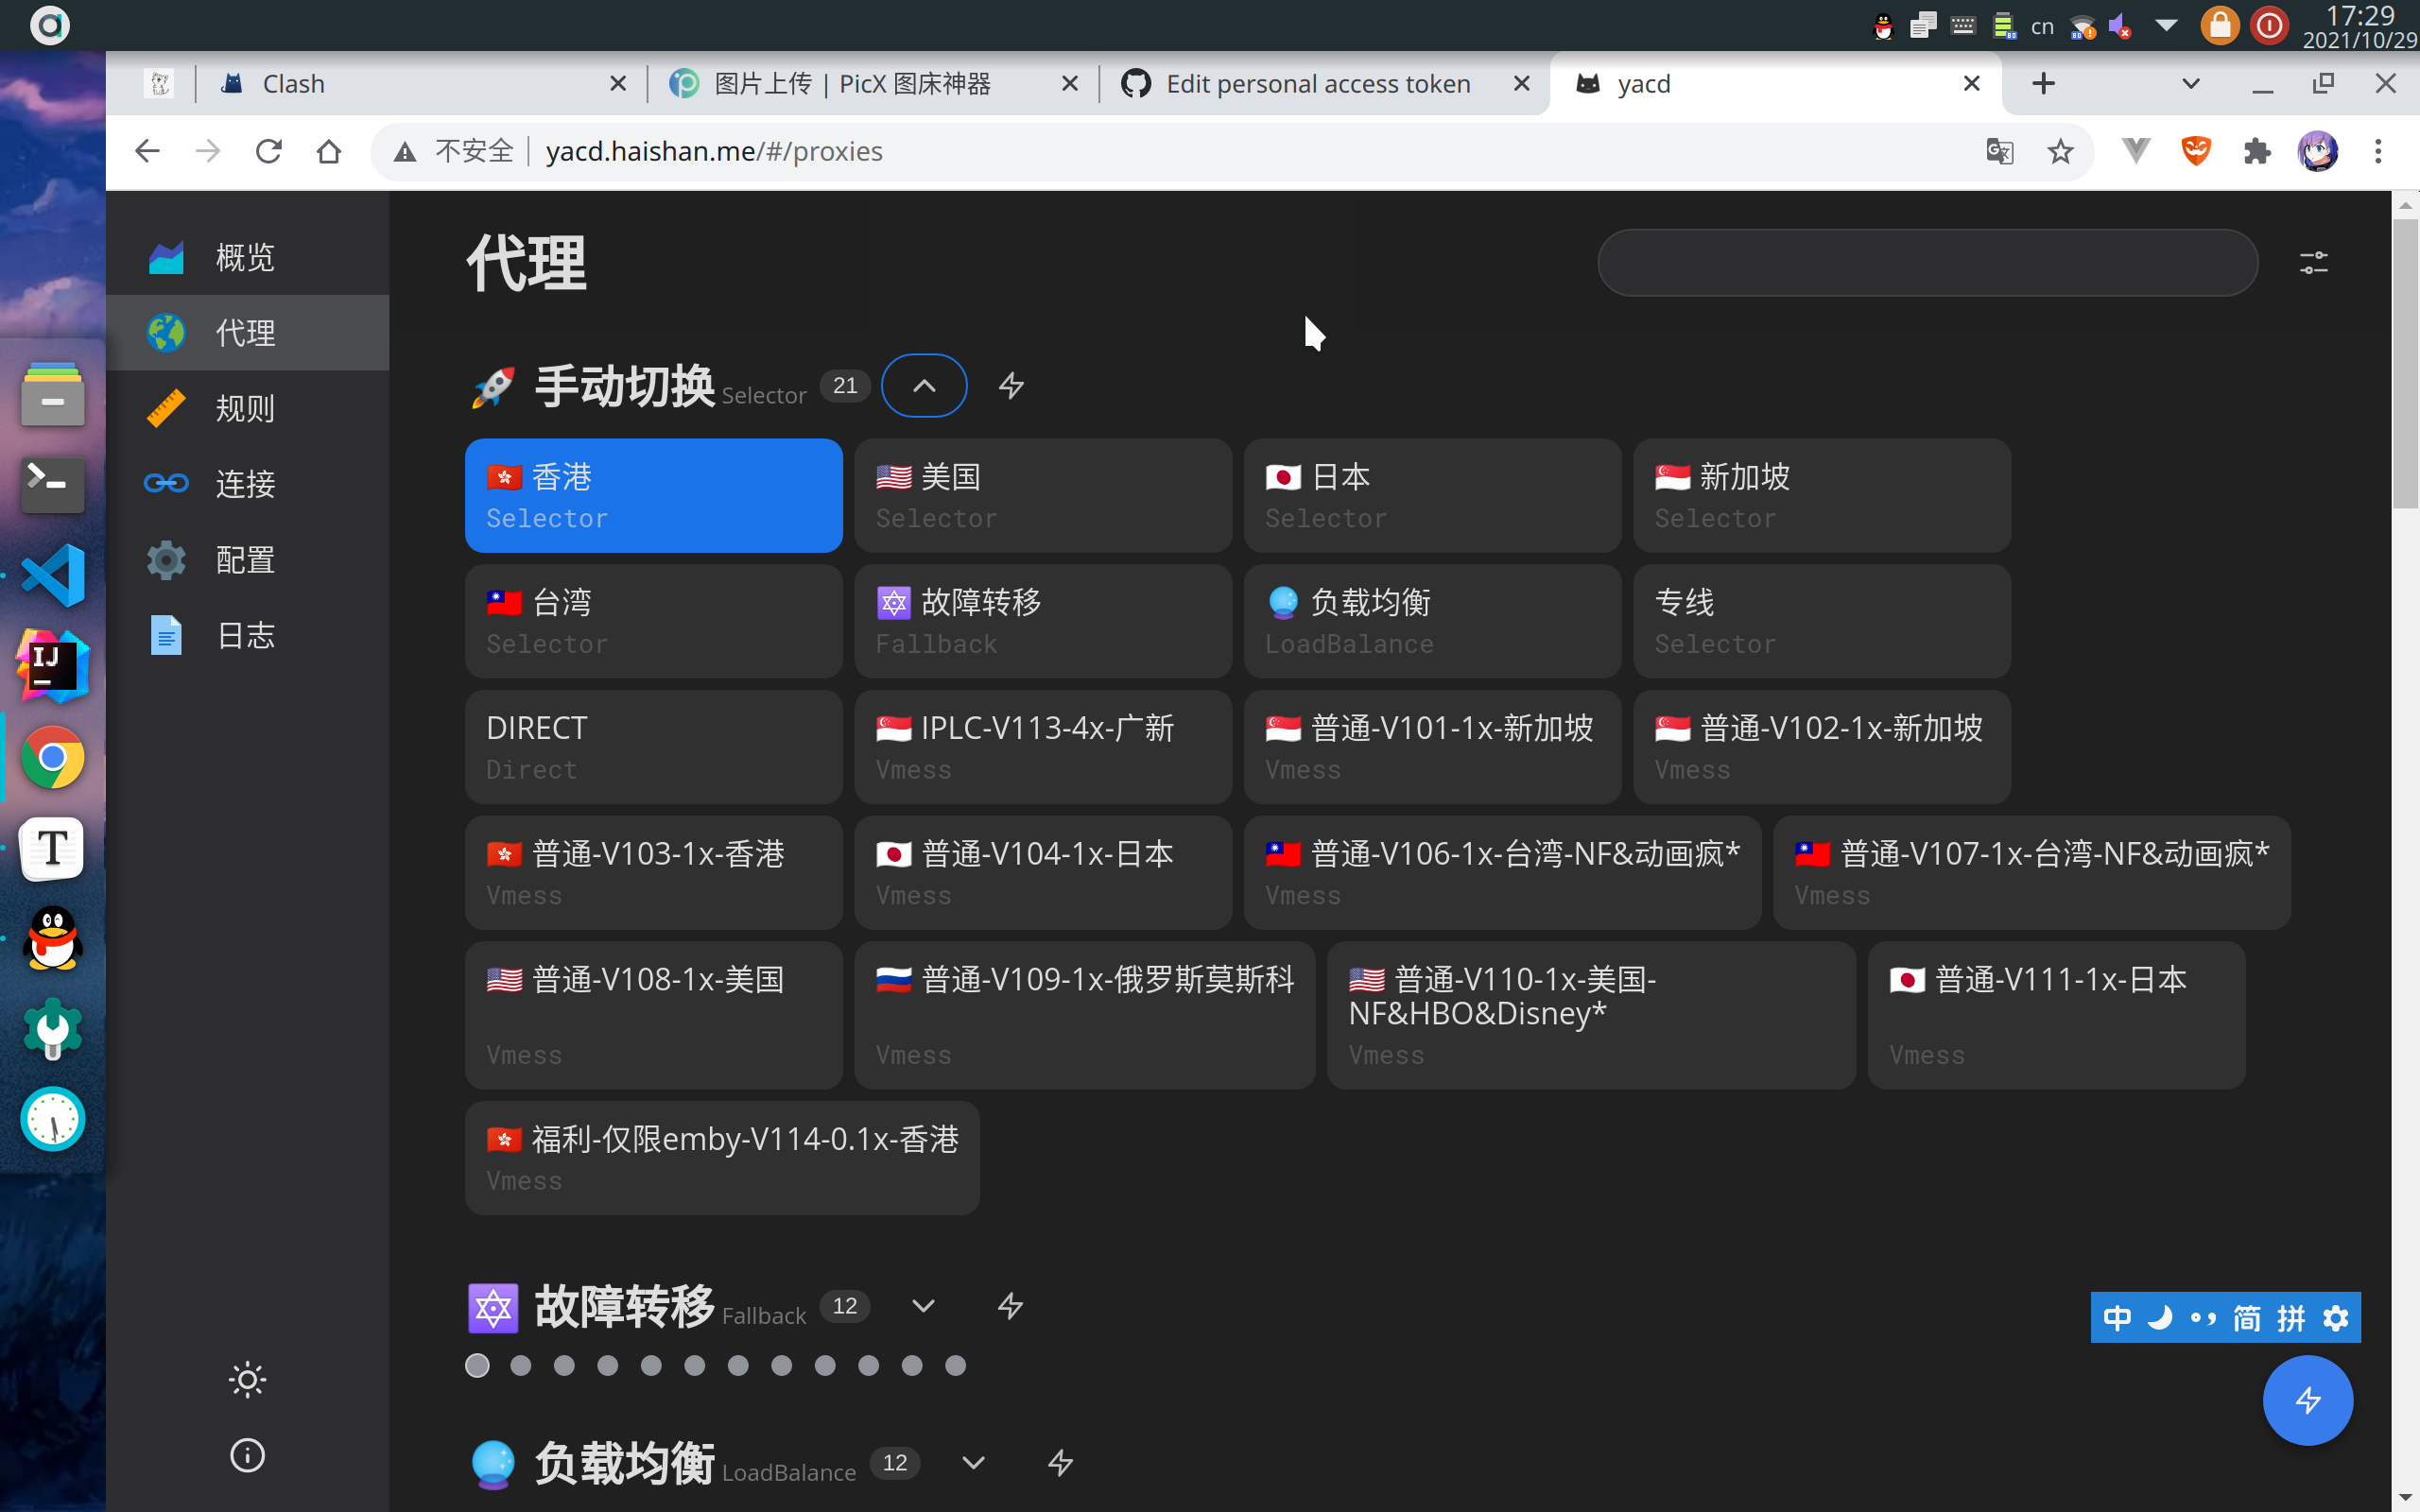 cn
17:29
2021/10/29
Clash
图片上传 | PicX 图床神器
Edit personal access token
yacd
不安全
yacd.haishan.me/#/proxies
概览
代理
规则
连接
配置
日志
代理
手动切换 Selector 21
香港
Selector
美国
Selector
日本
Selector
新加坡
Selector
台湾
Selector
故障转移
Fallback
负载均衡
LoadBalance
专线
Selector
DIRECT
Direct
IPLC-V113-4x-广新
Vmess
普通-V101-1x-新加坡
Vmess
普通-V102-1x-新加坡
Vmess
普通-V103-1x-香港
Vmess
普通-V104-1x-日本
Vmess
普通-V106-1x-台湾-NF&动画疯*
Vmess
普通-V107-1x-台湾-NF&动画疯*
Vmess
普通-V108-1x-美国
Vmess
普通-V109-1x-俄罗斯莫斯科
Vmess
普通-V110-1x-美国-
NF&HBO&Disney*
Vmess
普通-V111-1x-日本
Vmess
福利-仅限emby-V114-0.1x-香港
Vmess
故障转移 Fallback 12
负载均衡 LoadBalance 12
中 简 拼
IJ
T